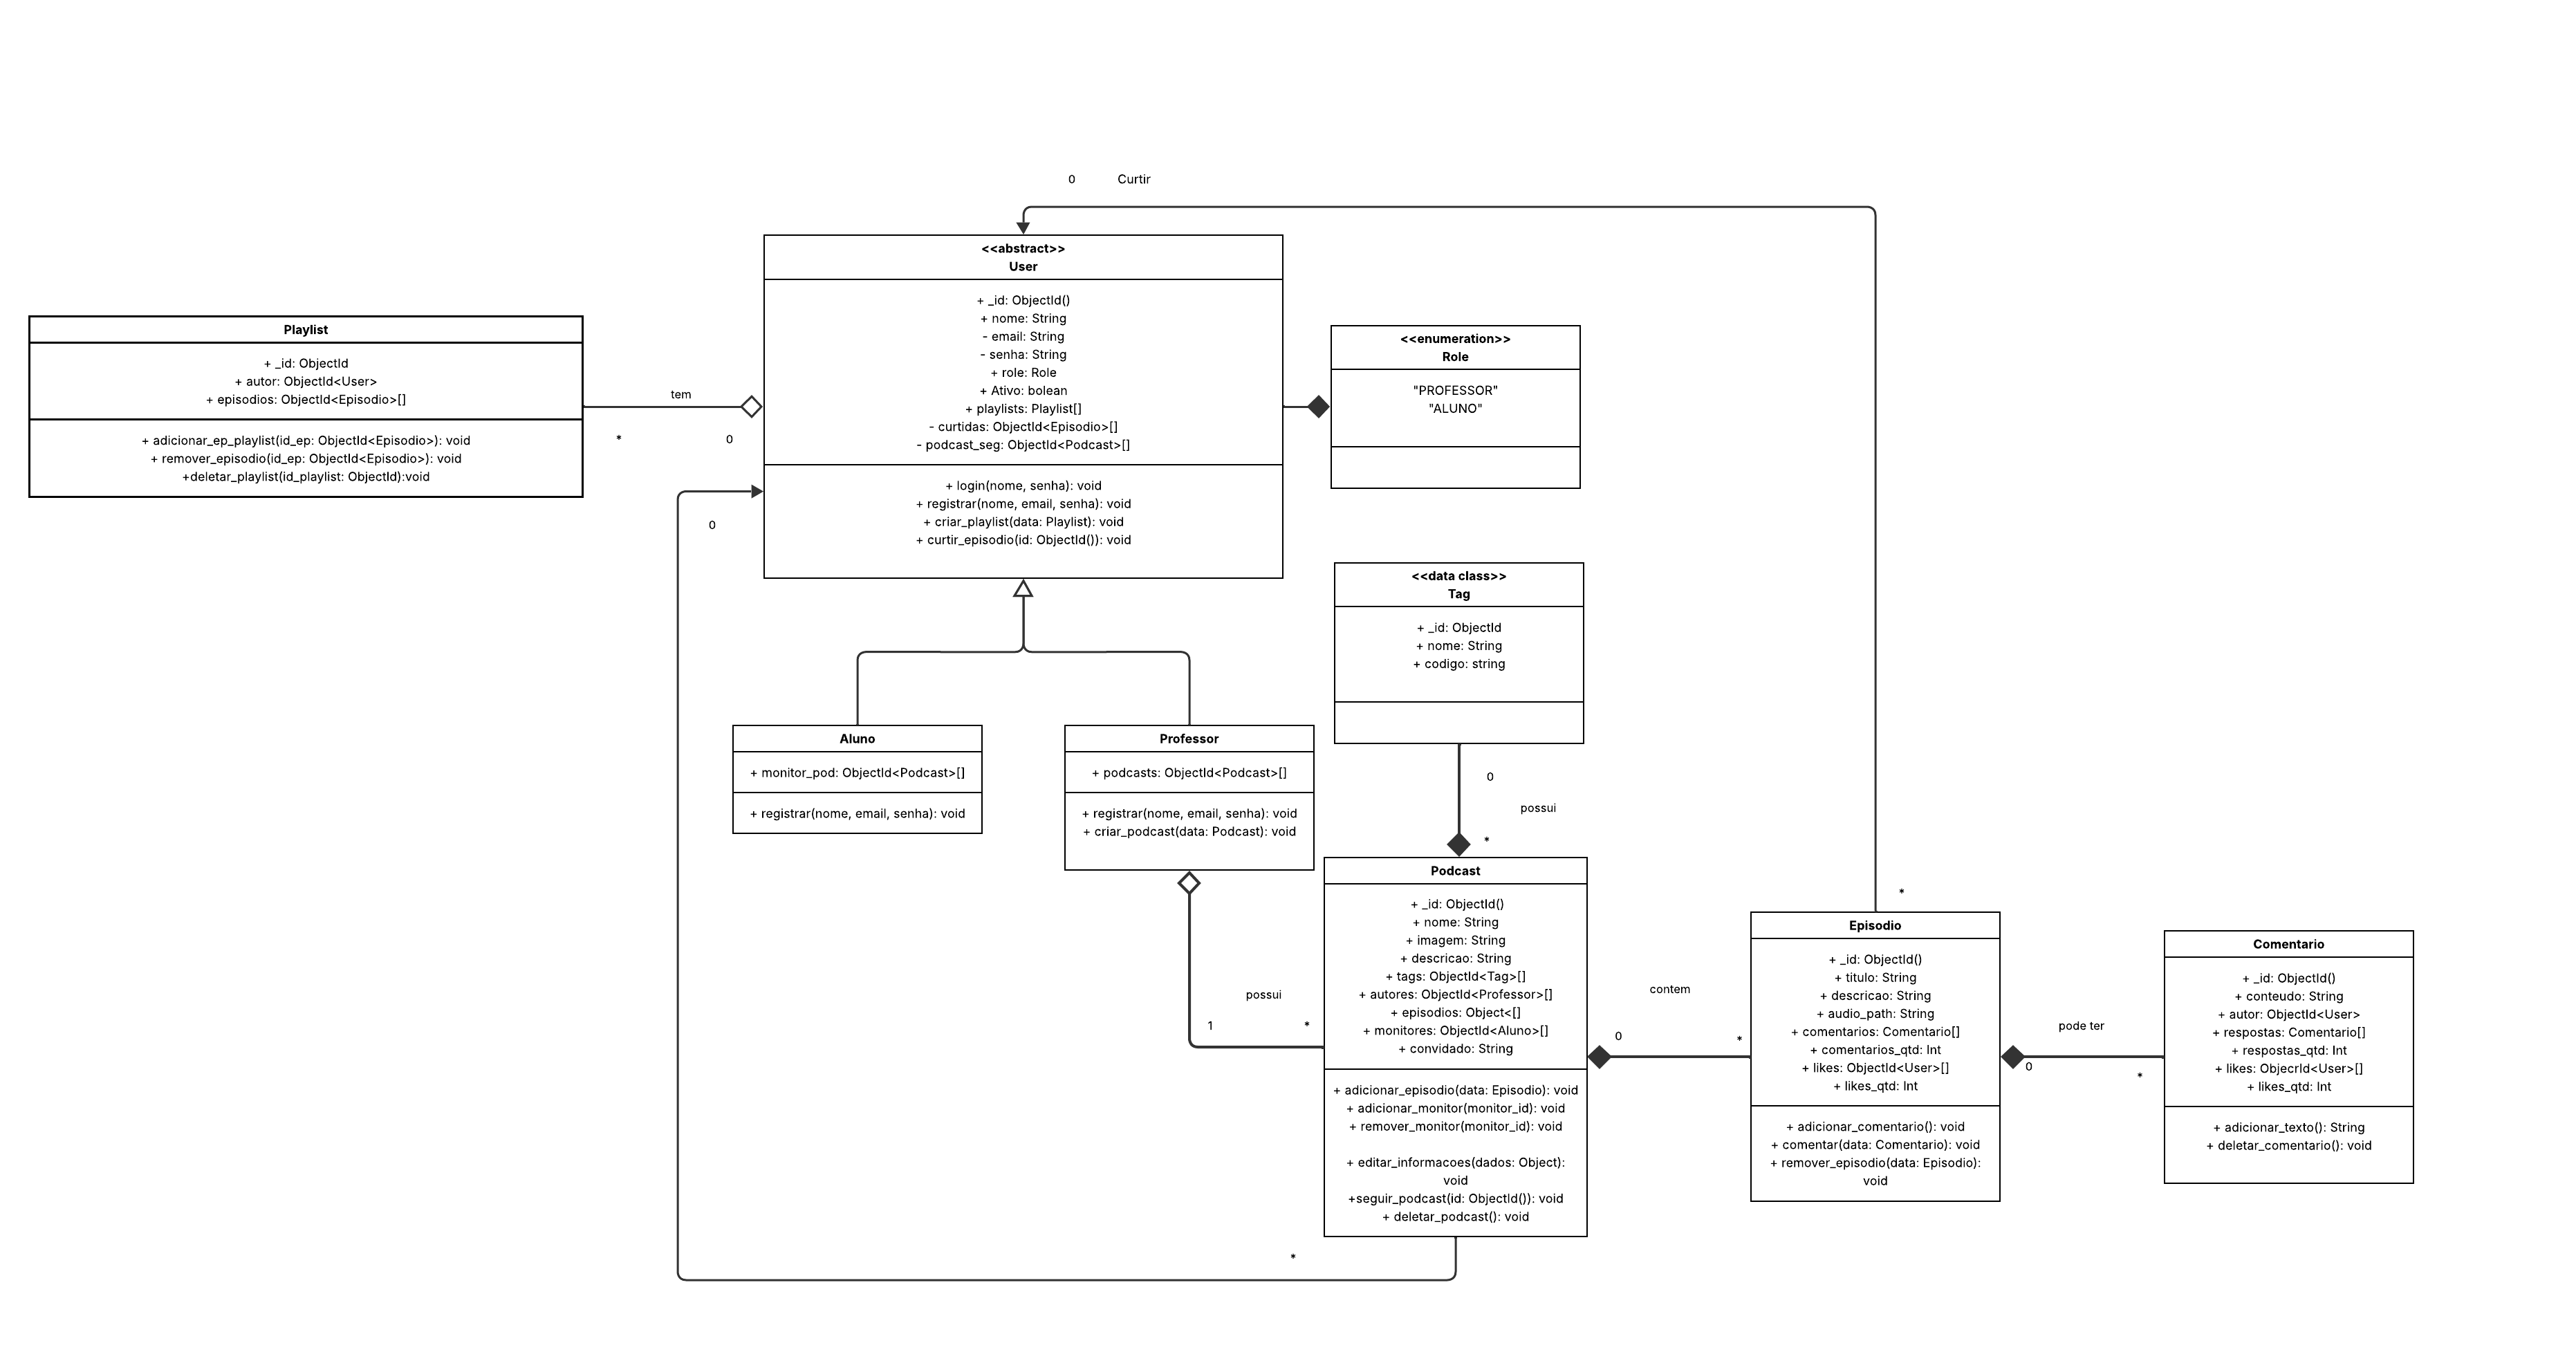 0 Curtir
<<abstract>>
User
+ _id: ObjectId()
+ nome: String
- email: String
- senha: String
+ role: Role
+ Ativo: bolean
+ playlists: Playlist[]
- curtidas: ObjectId<Episodio>[]
- podcast_seg: ObjectId<Podcast>[]
+ login(nome, senha): void
+ registrar(nome, email, senha): void
+ criar_playlist(data: Playlist): void
+ curtir_episodio(id: ObjectId()): void
Playlist
+ _id: ObjectId
+ autor: ObjectId<User>
+ episodios: ObjectId<Episodio>[]
+ adicionar_ep_playlist(id_ep: ObjectId<Episodio>): void
+ remover_episodio(id_ep: ObjectId<Episodio>): void
+deletar_playlist(id_playlist: ObjectId):void
tem
* 0
0
<<enumeration>>
Role
"PROFESSOR"
"ALUNO"
<<data class>>
Tag
+ _id: ObjectId
+ nome: String
+ codigo: string
0
possui
*
Aluno
+ monitor_pod: ObjectId<Podcast>[]
+ registrar(nome, email, senha): void
Professor
+ podcasts: ObjectId<Podcast>[]
+ registrar(nome, email, senha): void
+ criar_podcast(data: Podcast): void
possui
1 *
Podcast
+ _id: ObjectId()
+ nome: String
+ imagem: String
+ descricao: String
+ tags: ObjectId<Tag>[]
+ autores: ObjectId<Professor>[]
+ episodios: Object<[]
+ monitores: ObjectId<Aluno>[]
+ convidado: String
+ adicionar_episodio(data: Episodio): void
+ adicionar_monitor(monitor_id): void
+ remover_monitor(monitor_id): void
+ editar_informacoes(dados: Object):
void
+seguir_podcast(id: ObjectId()): void
+ deletar_podcast(): void
*
contem
0 *
*
Episodio
+ _id: ObjectId()
+ titulo: String
+ descricao: String
+ audio_path: String
+ comentarios: Comentario[]
+ comentarios_qtd: Int
+ likes: ObjectId<User>[]
+ likes_qtd: Int
+ adicionar_comentario(): void
+ comentar(data: Comentario): void
+ remover_episodio(data: Episodio):
void
pode ter
0 *
Comentario
+ _id: ObjectId()
+ conteudo: String
+ autor: ObjectId<User>
+ respostas: Comentario[]
+ respostas_qtd: Int
+ likes: ObjecrId<User>[]
+ likes_qtd: Int
+ adicionar_texto(): String
+ deletar_comentario(): void